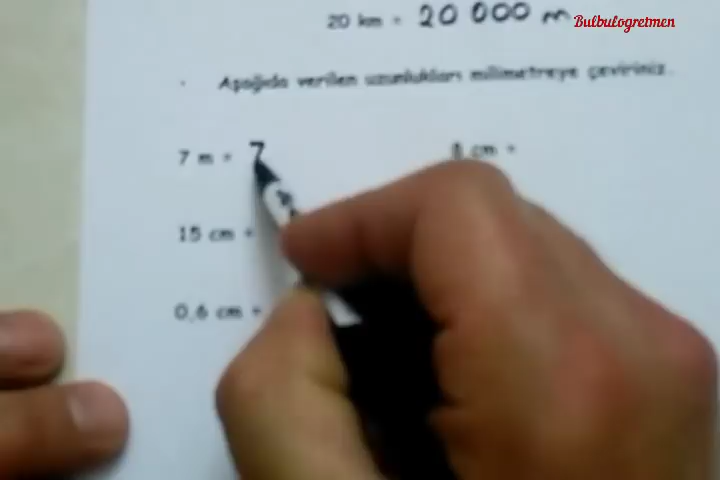 20 km = 20 000 m
Bulbulogretmen
Aşağıda verilen uzunlukları milimetreye çeviriniz.
7 m = 7
8 cm =
15 cm =
0,6 cm =